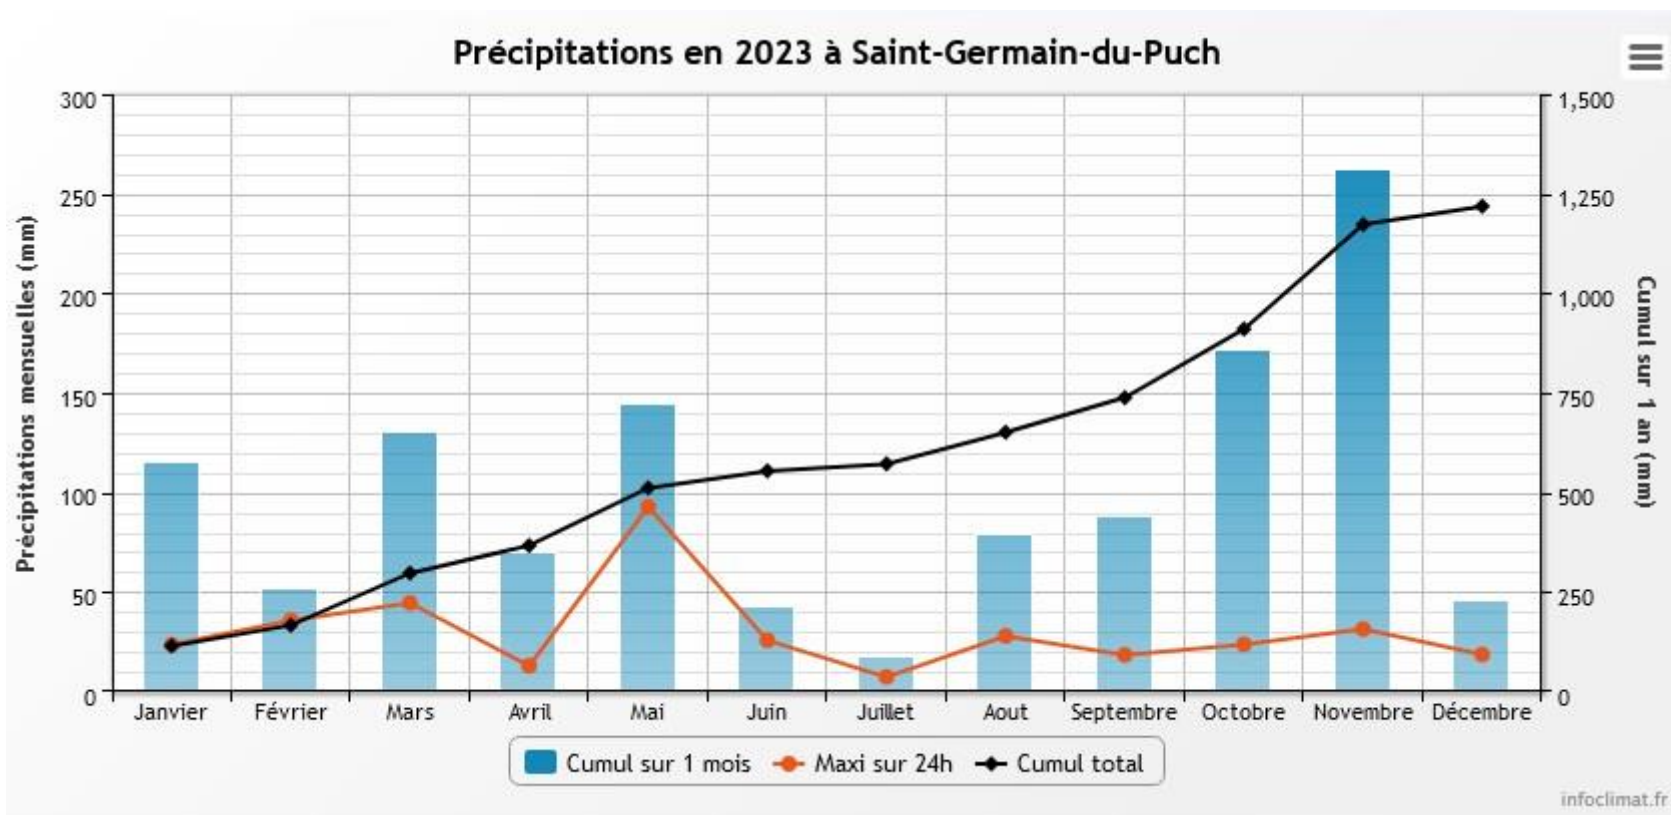 Précipitations en 2023 à Saint-Germain-du-Puch
Précipitations mensuelles (mm)
300
250
200
150
100
50
0
1,500
1,250
1,000
750
500
250
0
Cumul sur 1 an (mm)
Janvier Février Mars Avril Mai Juin Juillet Aout Septembre Octobre Novembre Décembre
Cumul sur 1 mois Maxi sur 24h Cumul total
infoclimat.fr